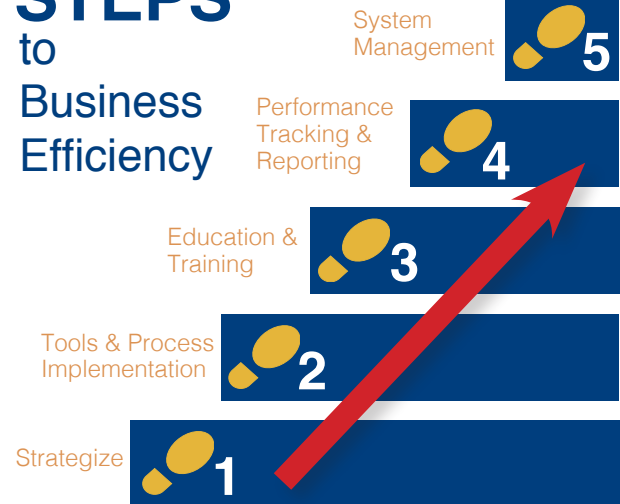 STEPS
to
Business
Efficiency
System
Management
5
Performance
Tracking &
Reporting
4
Education &
Training
3
Tools & Process
Implementation
2
Strategize
1